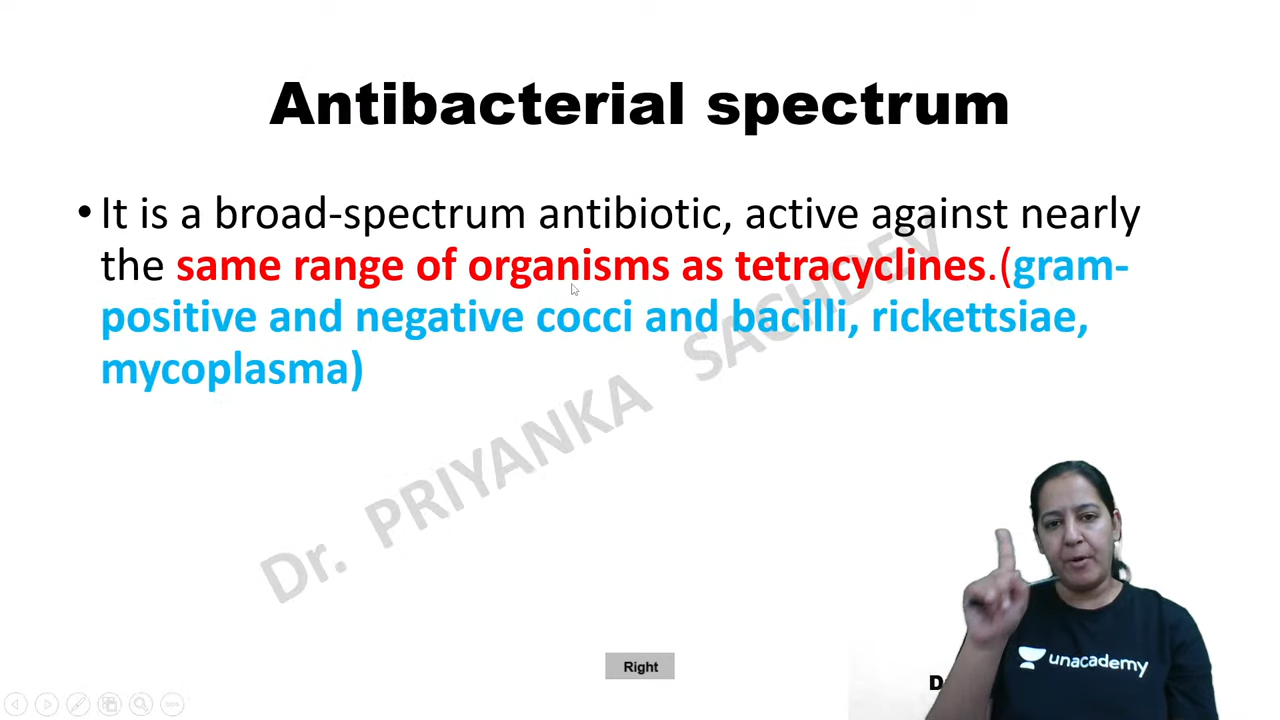 Antibacterial spectrum
• It is a broad-spectrum antibiotic, active against nearly
the same range of organisms as tetracyclines.(gram-
positive and negative cocci and bacilli, rickettsiae,
mycoplasma)
Dr. PRIYANKA SACHDEV
unacademy
Right